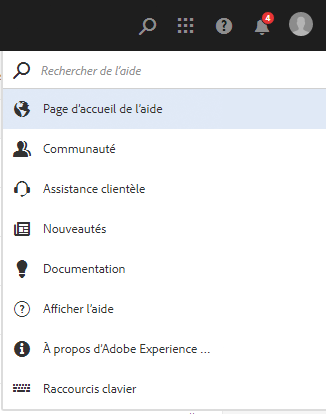 4
Rechercher de l'aide
Page d'accueil de l'aide
Communauté
Assistance clientèle
Nouveautés
Documentation
Afficher l'aide
À propos d'Adobe Experience ...
Raccourcis clavier